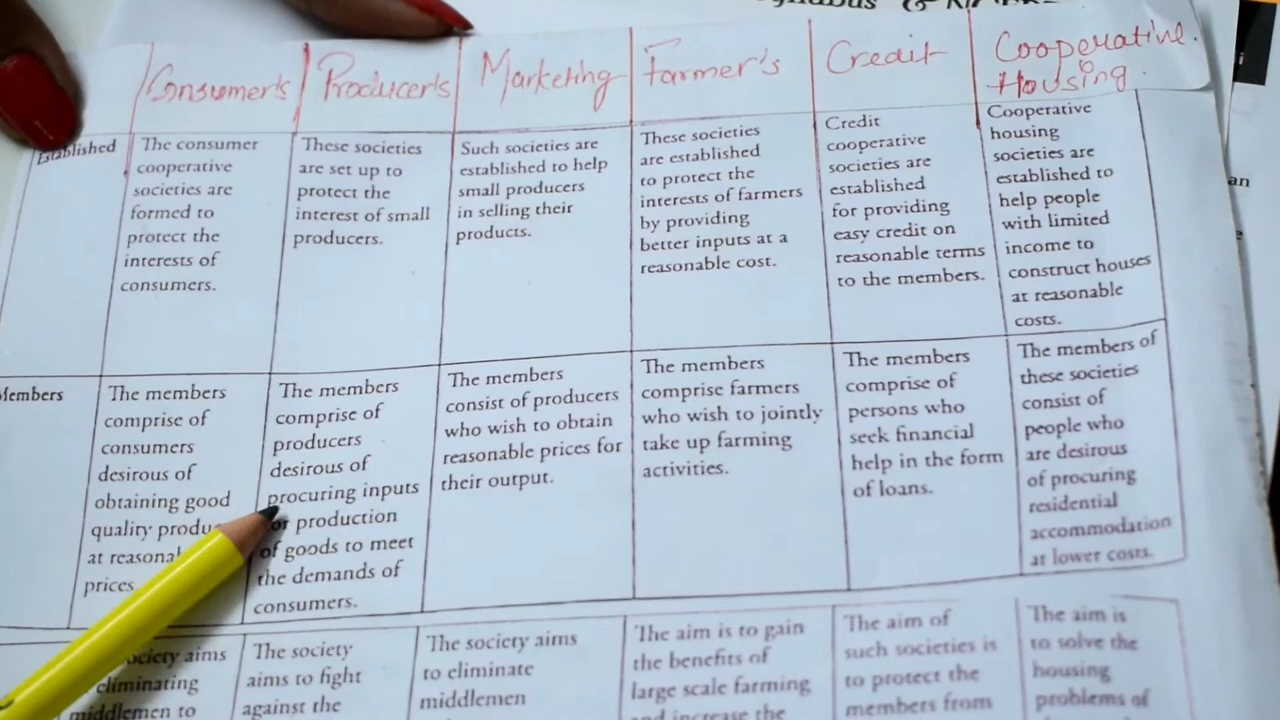 Consumer's
Producer's
Marketing
Farmer's
Credit
Cooperative
Housing
Established
The consumer
cooperative
societies are
formed to
protect the
interests of
consumers.
These societies
are set up to
protect the
interest of small
producers.
Such societies are
established to help
small producers
in selling their
products.
These societies
are established
to protect the
interests of farmers
by providing
better inputs at a
reasonable cost.
Credit
cooperative
societies are
established
for providing
easy credit on
reasonable terms
to the members.
Cooperative
housing
societies are
established to
help people
with limited
income to
construct houses
at reasonable
costs.
Members
The members
comprise of
consumers
desirous of
obtaining good
quality
at
prices
The members
comprise of
producers
desirous of
procuring inputs
for production
of goods to meet
the demands of
consumers.
The members
consist of producers
who wish to obtain
reasonable prices for
their output.
The members
comprise farmers
who wish to jointly
take up farming
activities.
The members
comprise of
persons who
seek financial
help in the form
of loans.
The members of
these societies
consist of
people who
are desirous
of procuring
residential
accommodation
at lower costs.
society aims
eliminating
middlemen to
The society
aims to fight
against the
The society aims
to eliminate
middlemen
The aim is to gain
the benefits of
large scale farming
and increase the
The aim of
such societies is
to protect the
members from
The aim is
to solve the
housing
problems of